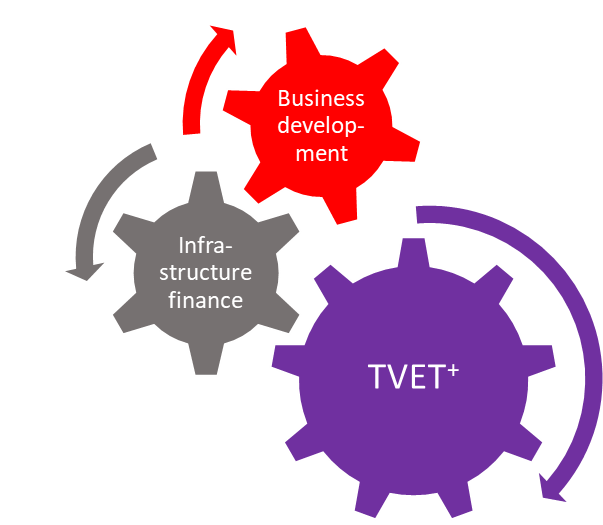 Business
develop-
ment
Infra-
structure
finance
TVET⁺